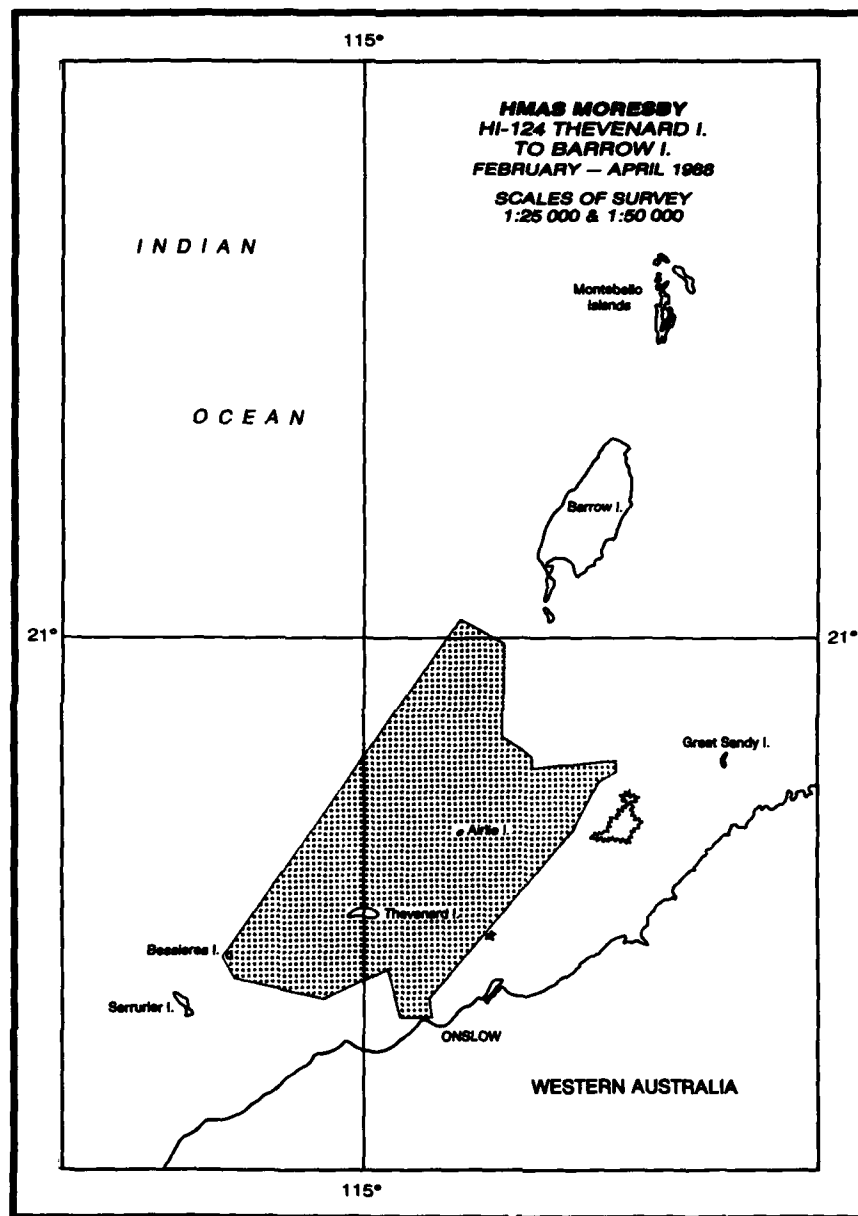 115°
HMAS MORESBY
HI-124 THEVENARD I.
TO BARROW I.
FEBRUARY — APRIL 1988
SCALES OF SURVEY
1:25 000 & 1:50 000
INDIAN
Montebello
Islands
OCEAN
Barrow I.
21°
21°
Great Sandy I.
Airlie I.
Thevenard I.
Bessieres I.
Serrurier I.
ONSLOW
WESTERN AUSTRALIA
115°